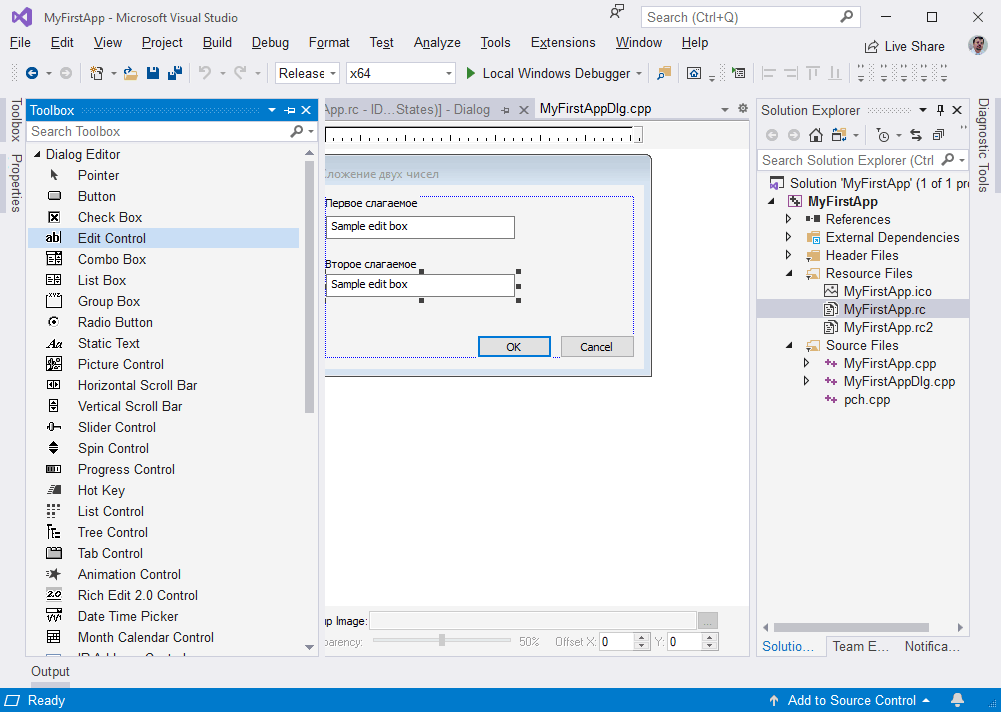 MyFirstApp - Microsoft Visual Studio
Search (Ctrl+Q)
File Edit View Project Build Debug Format Test Analyze Tools Extensions Window Help
Live Share
Release x64 Local Windows Debugger
Toolbox
Properties
Toolbox
Search Toolbox
Dialog Editor
Pointer
Button
Check Box
Edit Control
Combo Box
List Box
Group Box
Radio Button
Static Text
Picture Control
Horizontal Scroll Bar
Vertical Scroll Bar
Slider Control
Spin Control
Progress Control
Hot Key
List Control
Tree Control
Tab Control
Animation Control
Rich Edit 2.0 Control
Date Time Picker
Month Calendar Control
App.rc - ID...States)] - Dialog
MyFirstAppDlg.cpp
сложение двух чисел
Первое слагаемое
Sample edit box
Второе слагаемое
Sample edit box
OK Cancel
Image: ...
50% Offset X: 0 Y: 0
Solution Explorer
Search Solution Explorer (Ctrl
Solution 'MyFirstApp' (1 of 1 pr
MyFirstApp
References
External Dependencies
Header Files
Resource Files
MyFirstApp.ico
MyFirstApp.rc
MyFirstApp.rc2
Source Files
MyFirstApp.cpp
MyFirstAppDlg.cpp
pch.cpp
Solutio... Team E... Notifica...
Diagnostic Tools
Output
Ready
Add to Source Control